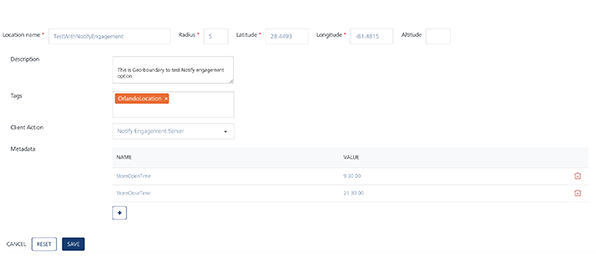 Location name * TestWithNotifyEngagement Radius * 5 Latitude * 28.4493 Longitude * -81.4815 Altitude
Description
This is Geo-boundary to test Notify engagement
option
Tags
OrlandoLocation ×
Client Action
Notify Engagement Server
Metadata
NAME VALUE
StoreOpenTime 9:30:00
StoreCloseTime 21:30:00
+
CANCEL RESET SAVE